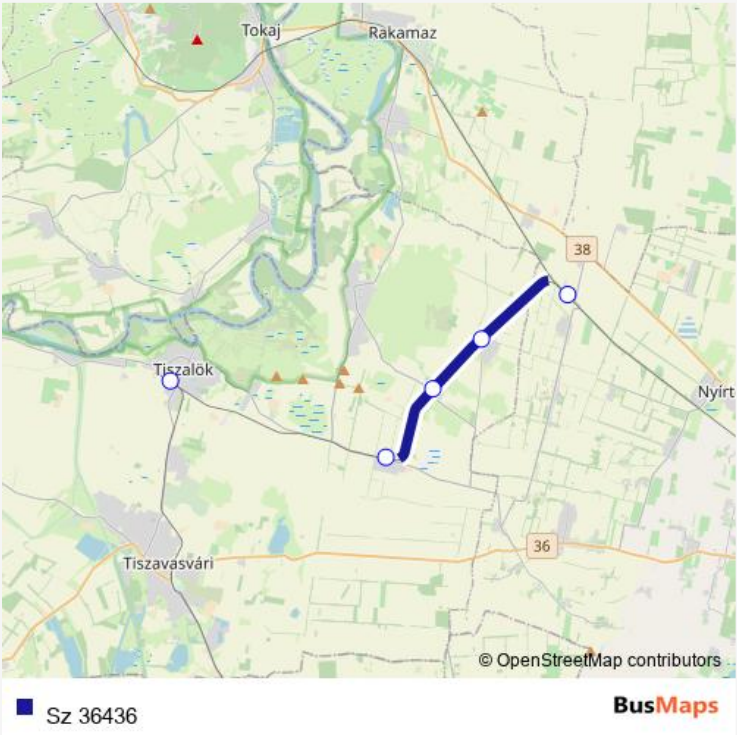 Tokaj
Rakamaz
38
Tiszalök
Nyírt
36
Tiszavasvári
© OpenStreetMap contributors
Sz 36436
BusMaps